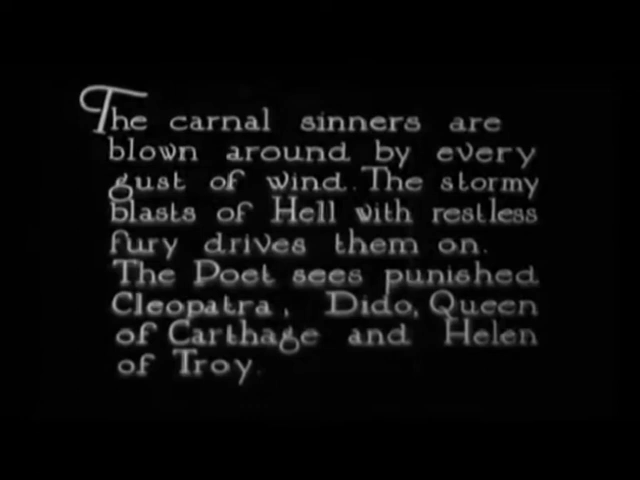 The carnal sinners are
blown around by every
gust of wind. The stormy
blasts of Hell with restless
fury drives them on.
The Poet sees punished
Cleopatra, Dido, Queen
of Carthage and Helen
of Troy.